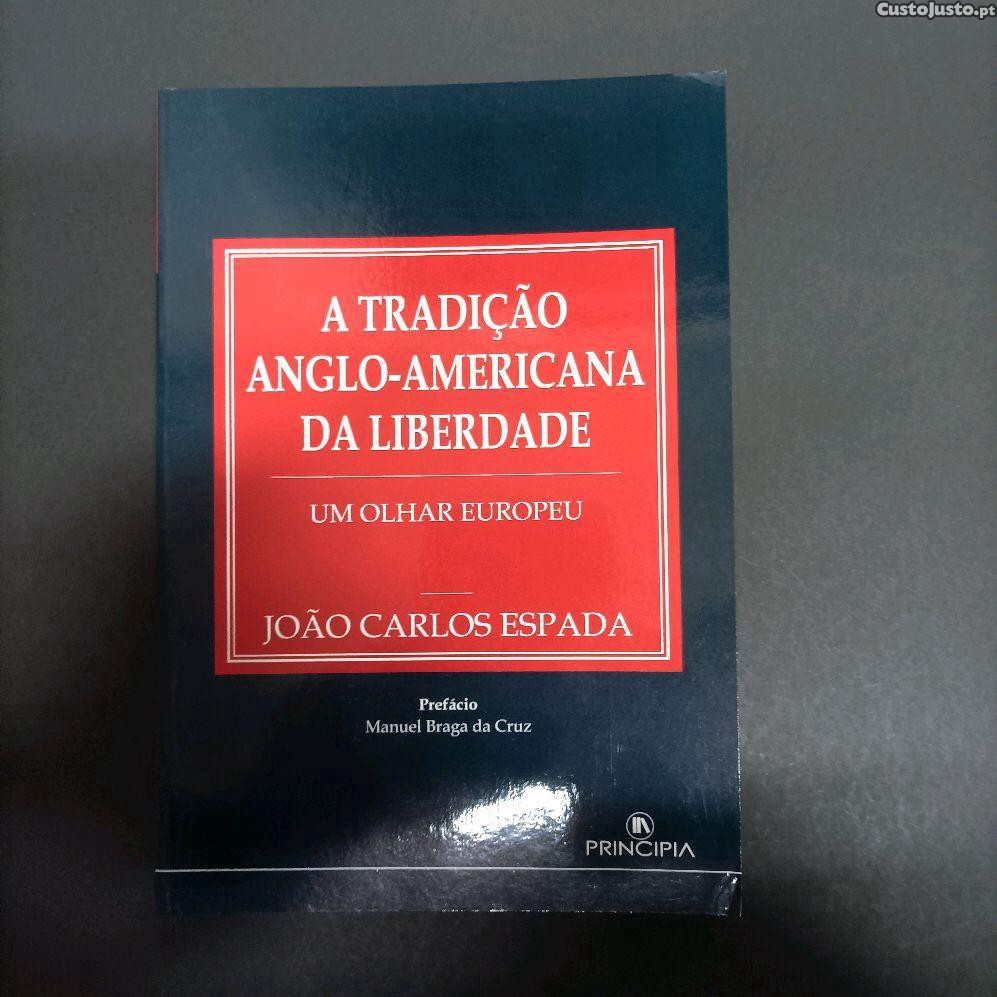 CustoJusto.pt
A TRADIÇÃO
ANGLO-AMERICANA
DA LIBERDADE
UM OLHAR EUROPEU
JOÃO CARLOS ESPADA
Prefácio
Manuel Braga da Cruz
PRINCIPIA